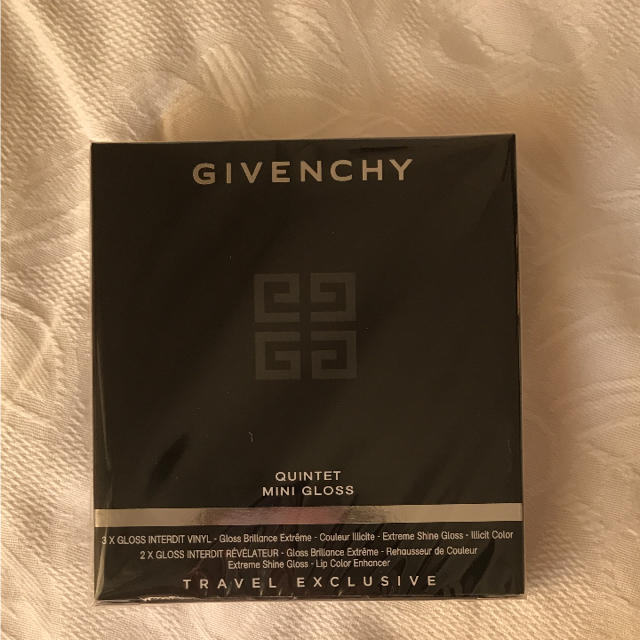 GIVENCHY
QUINTET
MINI GLOSS
3 X GLOSS INTERDIT VINYL - Gloss Brillance Extrême - Couleur Illicite - Extreme Shine Gloss - Illicit Color
2 X GLOSS INTERDIT RÉVÉLATEUR - Gloss Brillance Extrême - Rehausseur de Couleur
Extreme Shine Gloss - Lip Color Enhancer
TRAVEL EXCLUSIVE